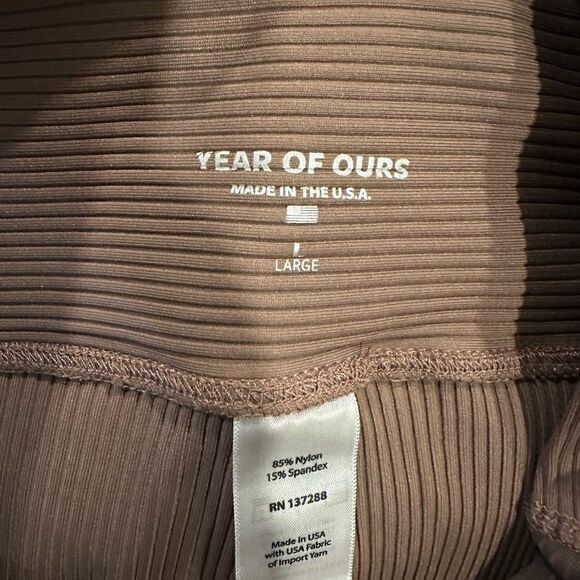 YEAR OF OURS
MADE IN THE U.S.A.
L
LARGE
85% Nylon
15% Spandex
RN 137288
Made in USA
with USA Fabric
of Import Yarn